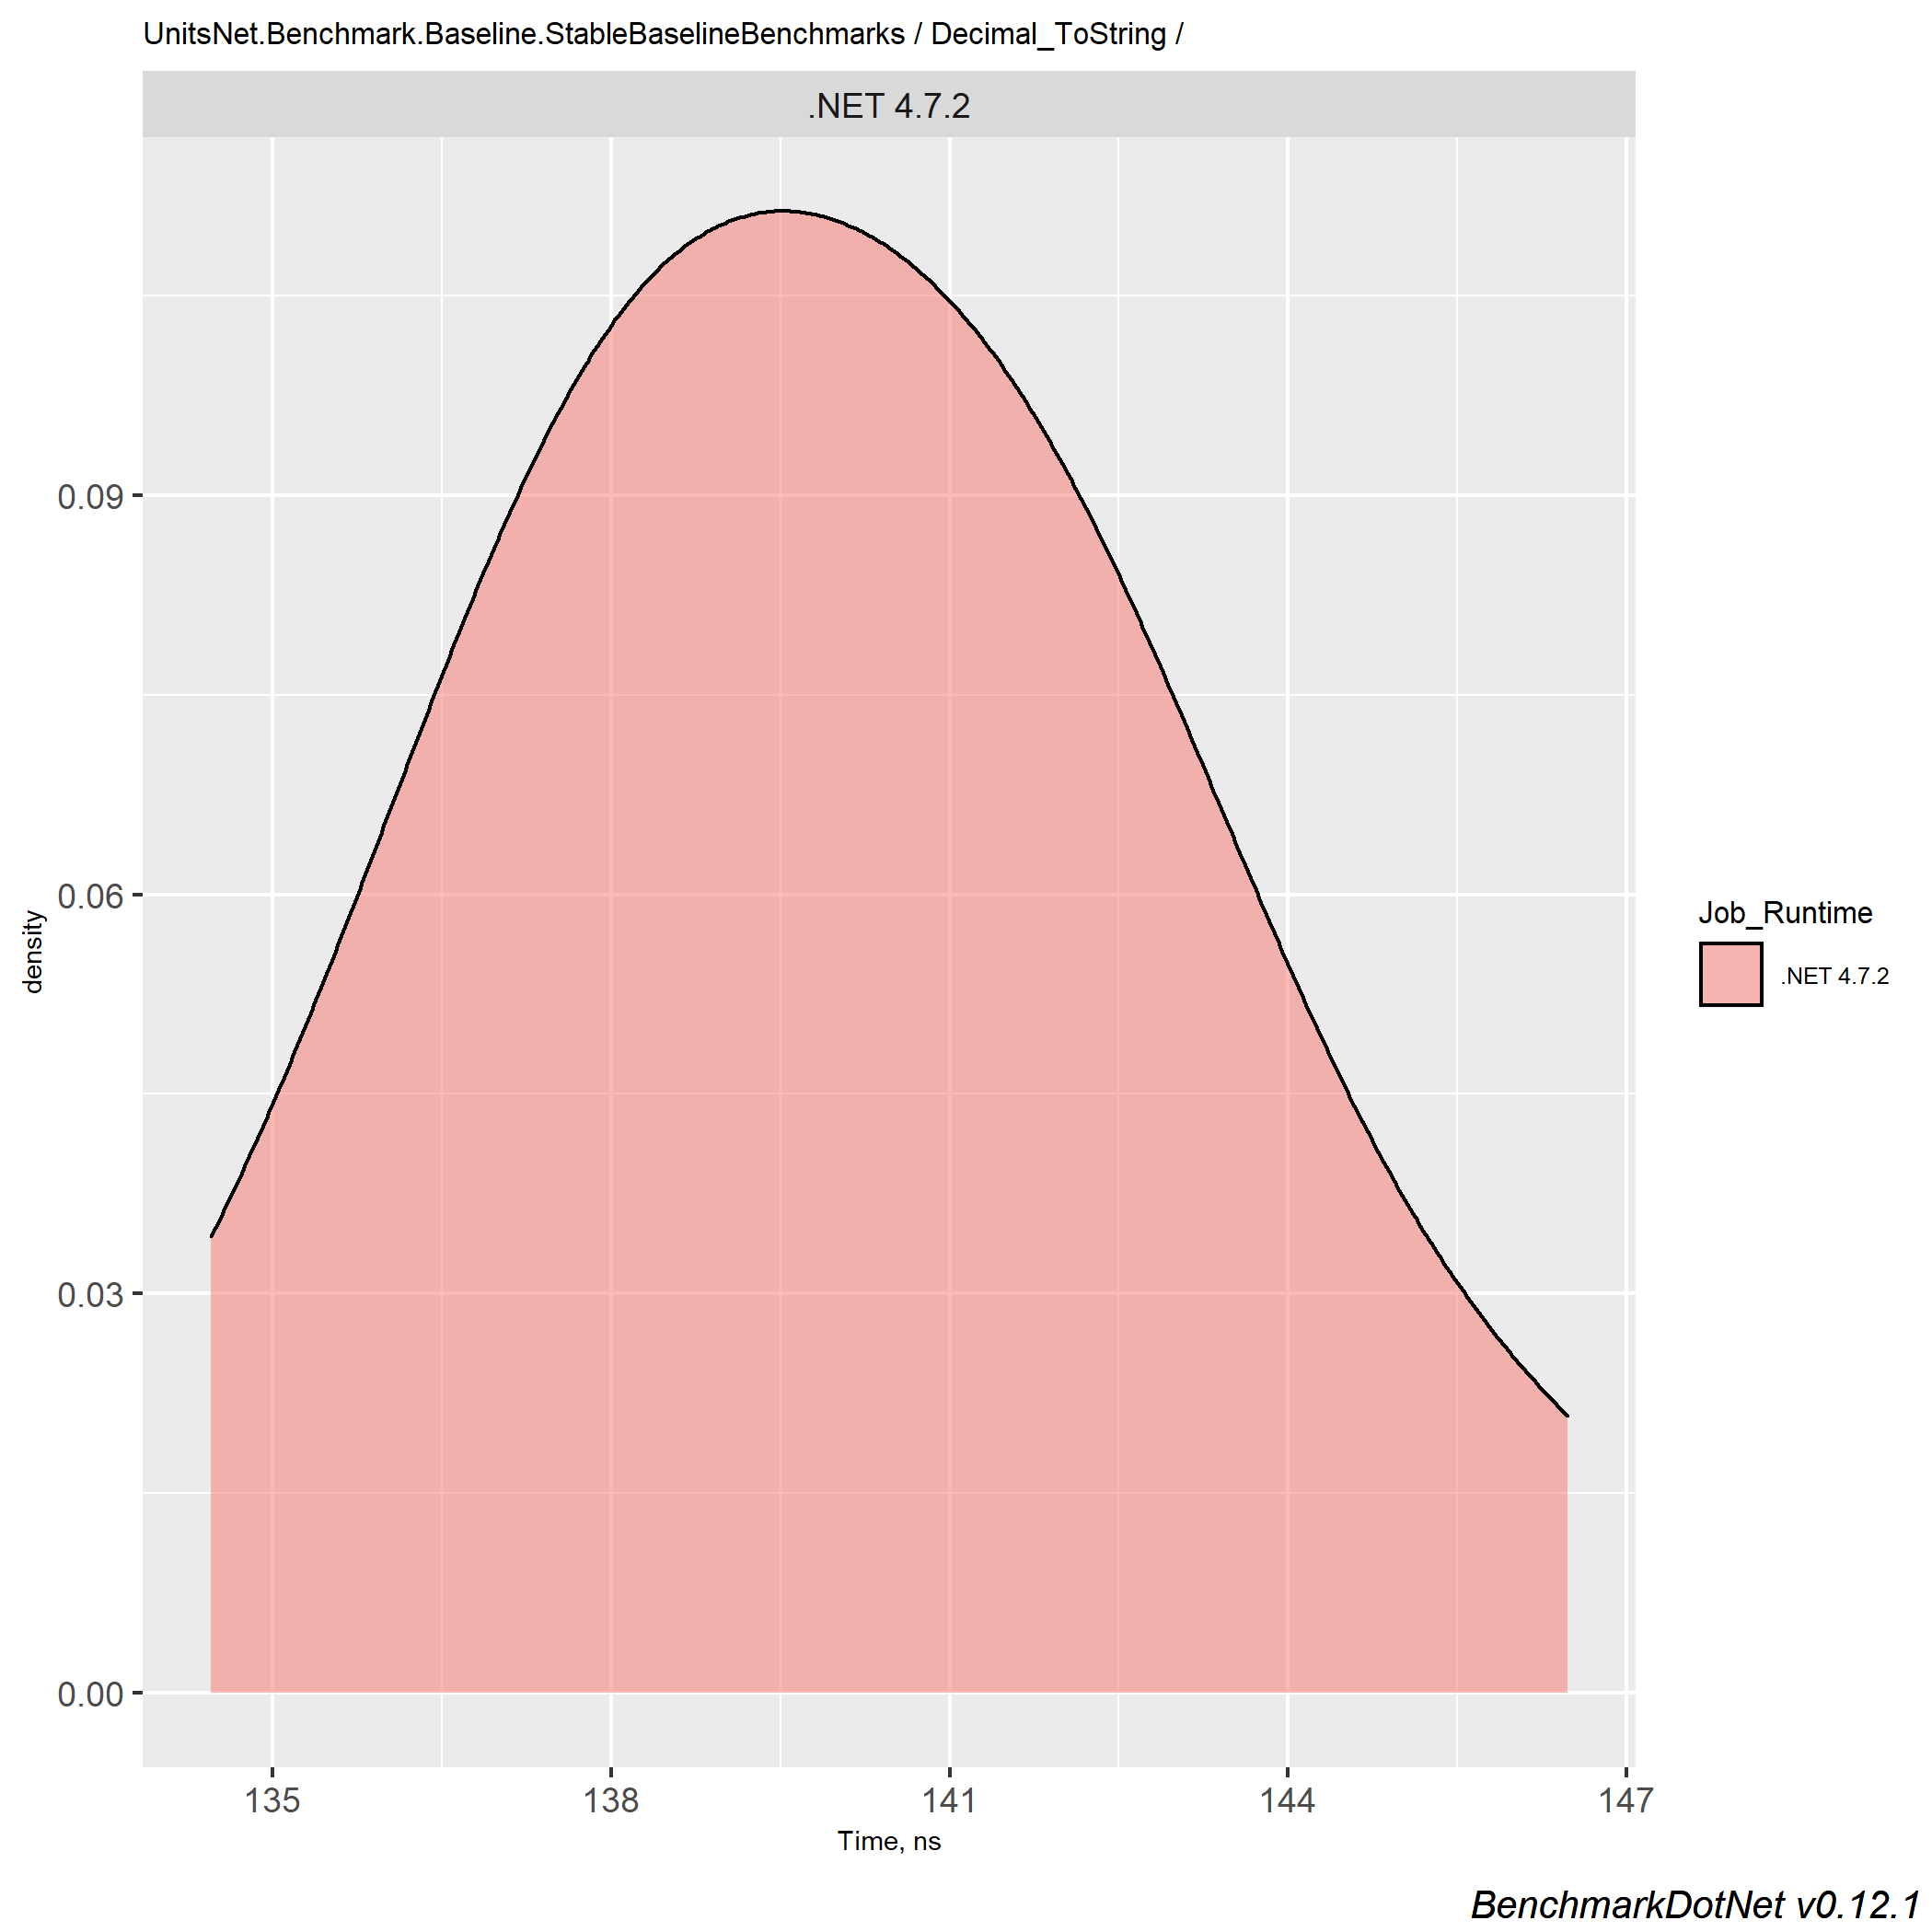 UnitsNet.Benchmark.Baseline.StableBaselineBenchmarks / Decimal_ToString /
.NET 4.7.2
0.09
0.06
0.03
0.00
density
135 138 141 144 147
Time, ns
Job_Runtime
.NET 4.7.2
BenchmarkDotNet v0.12.1